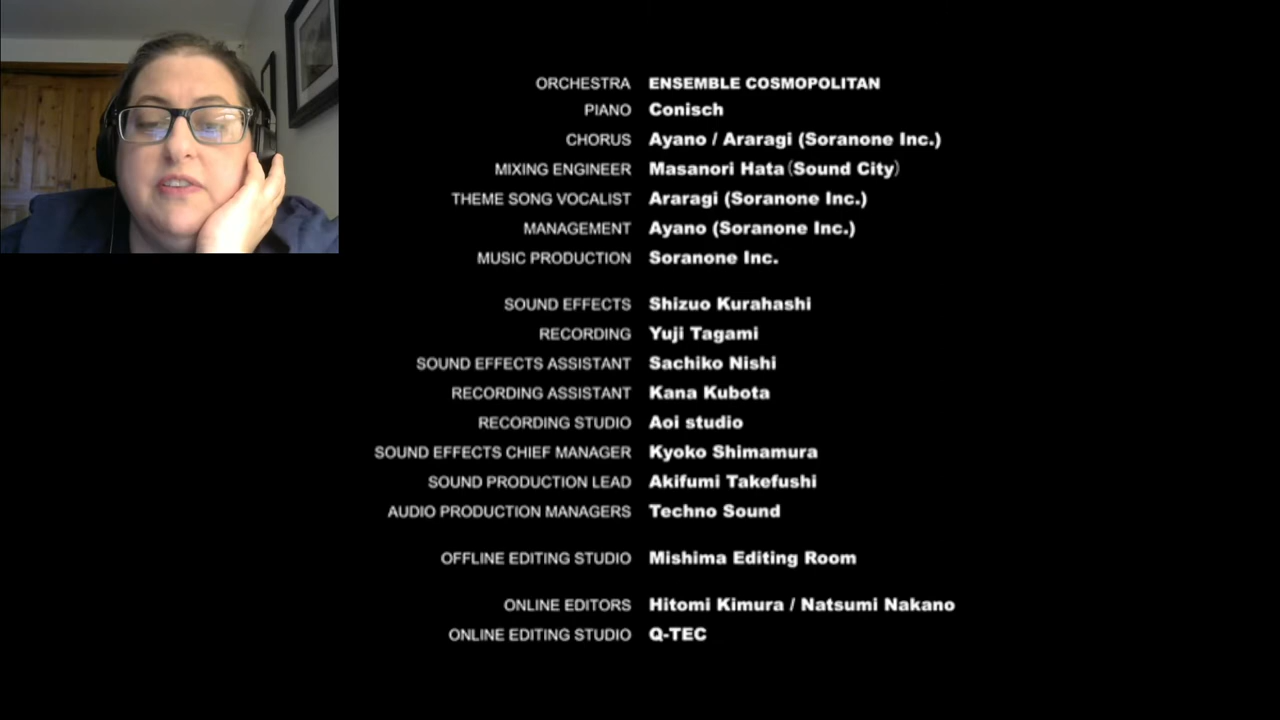 ORCHESTRA ENSEMBLE COSMOPOLITAN
PIANO Conisch
CHORUS Ayano / Araragi (Soranone Inc.)
MIXING ENGINEER Masanori Hata (Sound City)
THEME SONG VOCALIST Araragi (Soranone Inc.)
MANAGEMENT Ayano (Soranone Inc.)
MUSIC PRODUCTION Soranone Inc.
SOUND EFFECTS Shizuo Kurahashi
RECORDING Yuji Tagami
SOUND EFFECTS ASSISTANT Sachiko Nishi
RECORDING ASSISTANT Kana Kubota
RECORDING STUDIO Aoi studio
SOUND EFFECTS CHIEF MANAGER Kyoko Shimamura
SOUND PRODUCTION LEAD Akifumi Takefushi
AUDIO PRODUCTION MANAGERS Techno Sound
OFFLINE EDITING STUDIO Mishima Editing Room
ONLINE EDITORS Hitomi Kimura / Natsumi Nakano
ONLINE EDITING STUDIO Q-TEC